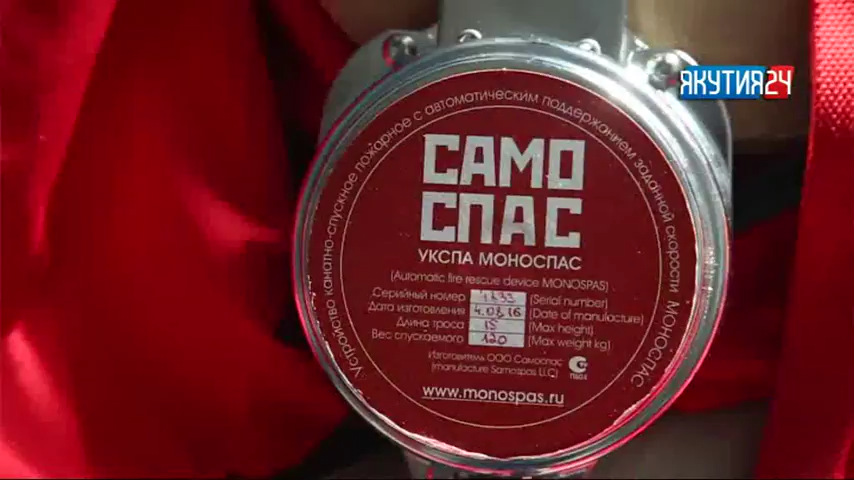 ЯКУТИЯ24
Устройство канатно-спускное пожарное с автоматическим поддержанием заданной скорости МОНОСПАС
САМО
СПАС
УКСПА МОНОСПАС
(Automatic fire rescue device MONOSPAS)
Серийный номер 1433 (Serial number)
Дата изготовления 4.08.16 (Date of manufacture)
Длина троса 15 (Max height)
Вес спускаемого 120 (Max weight kg)
Изготовитель ООО Самоспас
(manufacture Samospas LLC)
www.monospas.ru